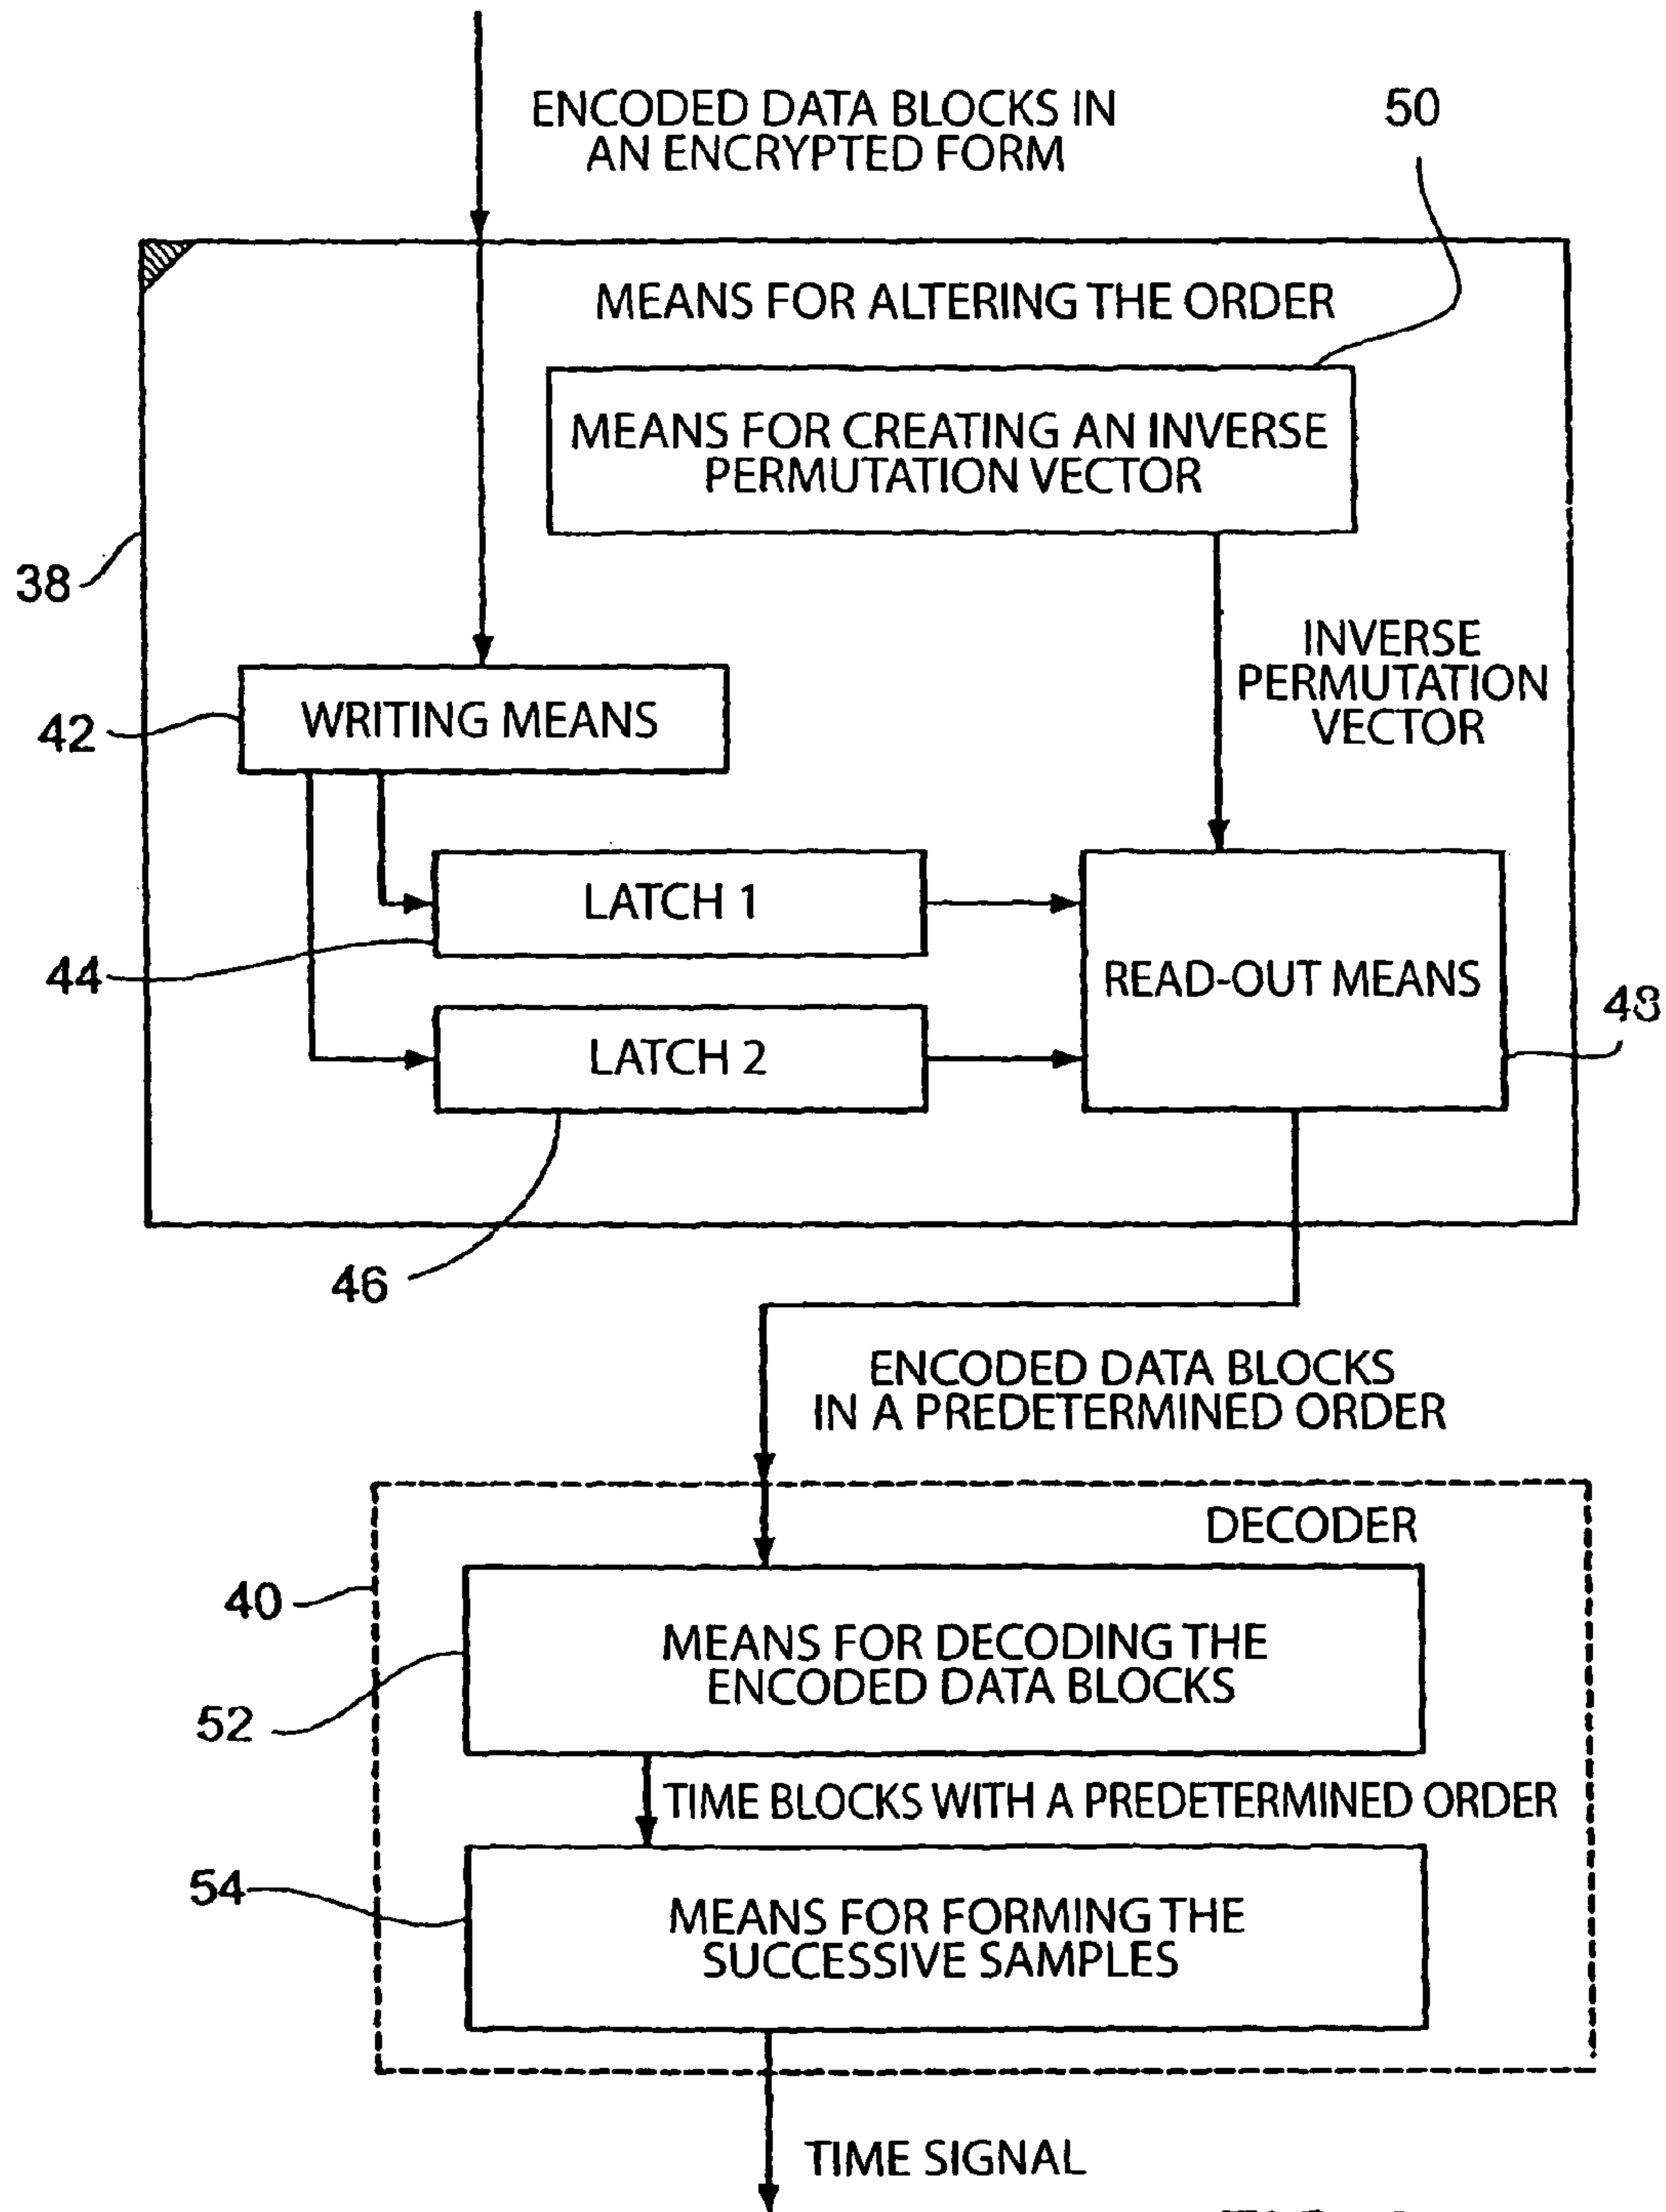 ENCODED DATA BLOCKS IN
AN ENCRYPTED FORM
50
MEANS FOR ALTERING THE ORDER
MEANS FOR CREATING AN INVERSE
PERMUTATION VECTOR
38
INVERSE
PERMUTATION
VECTOR
42
WRITING MEANS
LATCH 1
44
READ-OUT MEANS
48
LATCH 2
46
ENCODED DATA BLOCKS
IN A PREDETERMINED ORDER
DECODER
40
MEANS FOR DECODING THE
ENCODED DATA BLOCKS
52
TIME BLOCKS WITH A PREDETERMINED ORDER
54
MEANS FOR FORMING THE
SUCCESSIVE SAMPLES
TIME SIGNAL